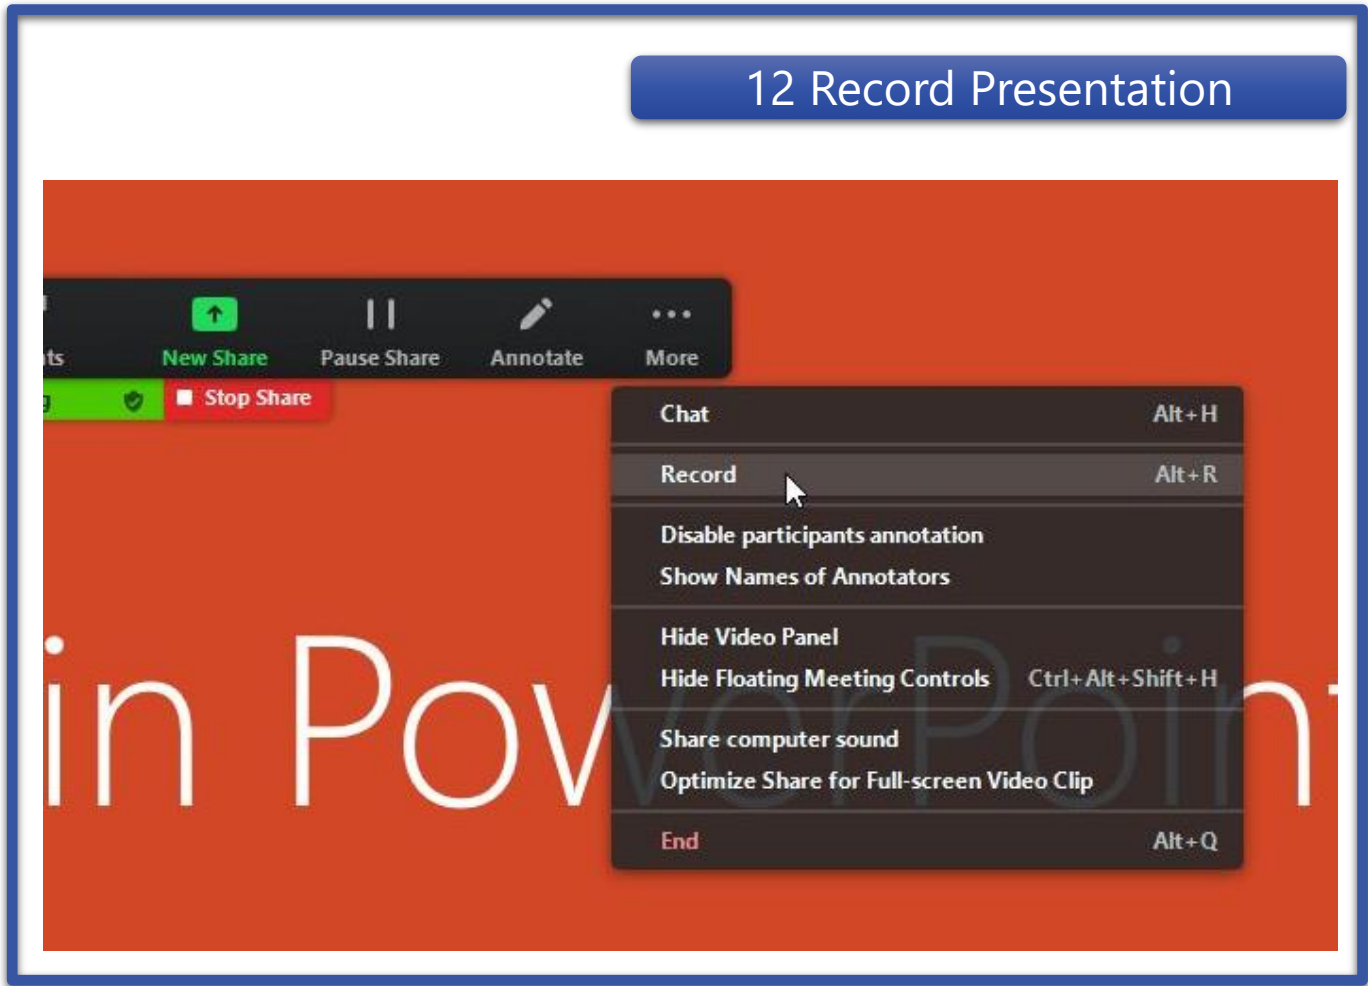 12 Record Presentation
nts
New Share
Pause Share
Annotate
More
g
Stop Share
Chat Alt+H
Record Alt+R
Disable participants annotation
Show Names of Annotators
Hide Video Panel
Hide Floating Meeting Controls Ctrl+Alt+Shift+H
Share computer sound
Optimize Share for Full-screen Video Clip
End Alt+Q
in PowerPoint